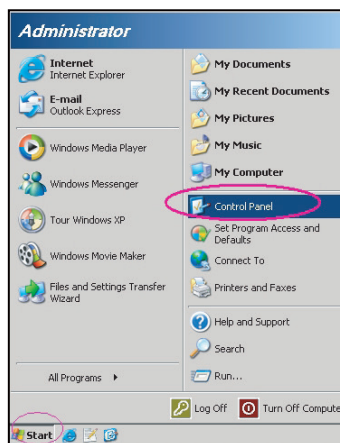 Administrator
Internet
Internet Explorer
E-mail
Outlook Express
Windows Media Player
Windows Messenger
Tour Windows XP
Windows Movie Maker
Files and Settings Transfer
Wizard
All Programs
My Documents
My Recent Documents
My Pictures
My Music
My Computer
Control Panel
Set Program Access and
Defaults
Connect To
Printers and Faxes
Help and Support
Search
Run...
Log Off
Turn Off Compute
Start